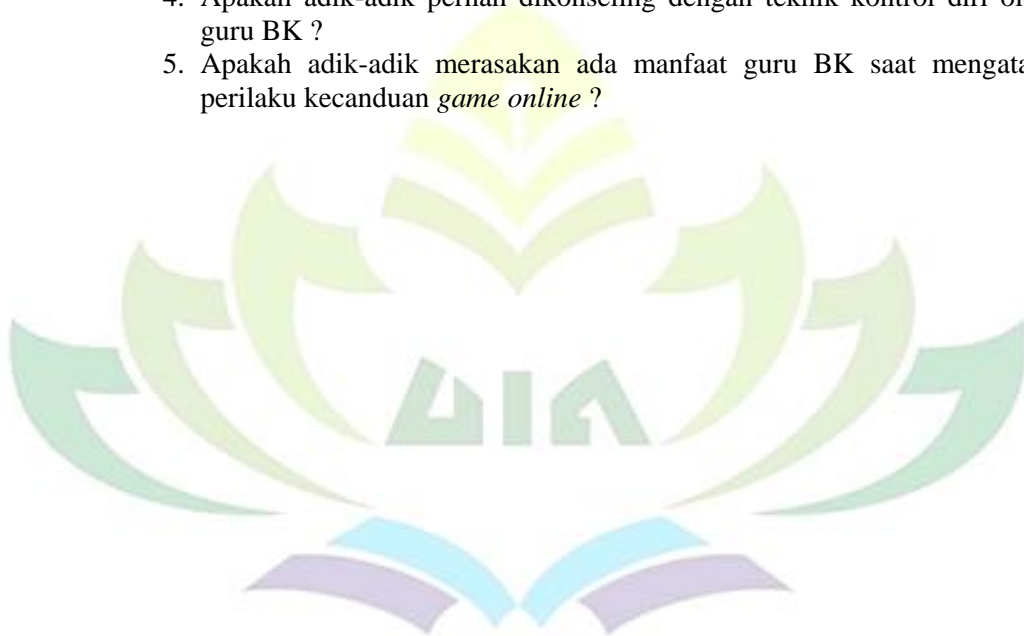 4. Apakah adik-adik pernah dikonseling dengan teknik kontrol diri
guru BK ?
5. Apakah adik-adik merasakan ada manfaat guru BK saat
perilaku kecanduan game online ?
UIN